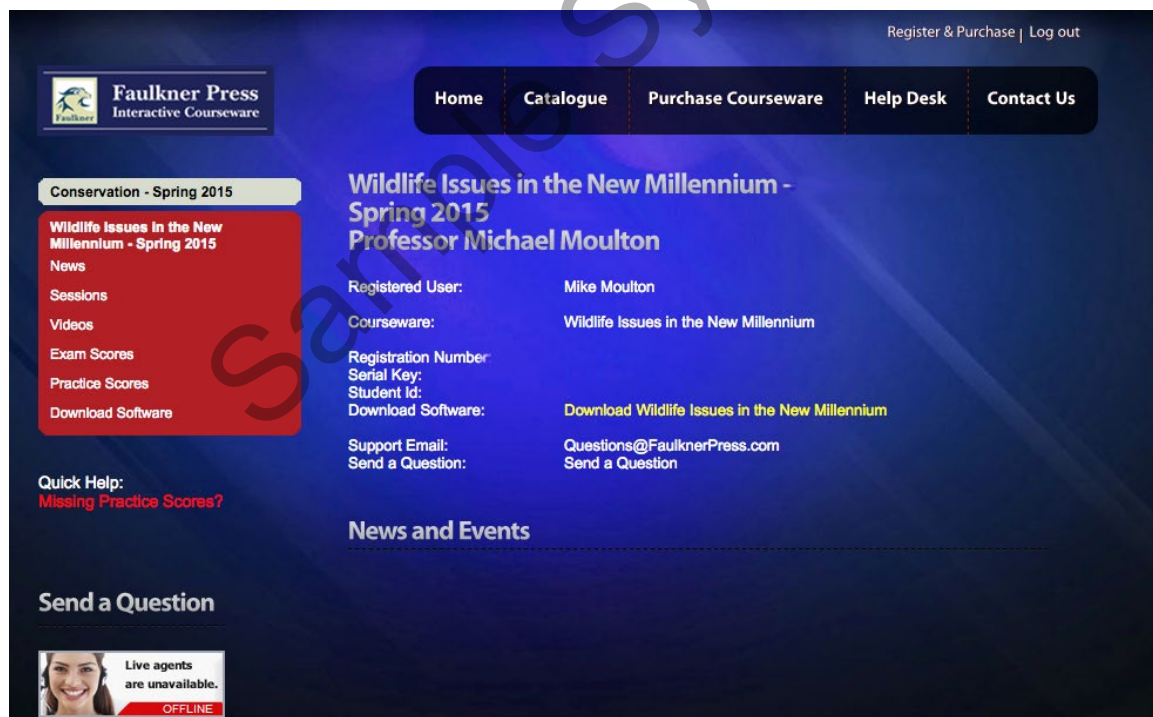 Register & Purchase | Log out
Faulkner Press
Interactive Courseware
Faulkner
Home Catalogue Purchase Courseware Help Desk Contact Us
Conservation - Spring 2015
Wildlife Issues in the New
Millennium - Spring 2015
News
Sessions
Videos
Exam Scores
Practice Scores
Download Software
Quick Help:
Missing Practice Scores?
Send a Question
Live agents
are unavailable.
OFFLINE
Wildlife Issues in the New Millennium -
Spring 2015
Professor Michael Moulton
Registered User: Mike Moulton
Courseware: Wildlife Issues in the New Millennium
Registration Number:
Serial Key:
Student Id:
Download Software: Download Wildlife Issues in the New Millennium
Support Email: Questions@FaulknerPress.com
Send a Question: Send a Question
News and Events
Sample